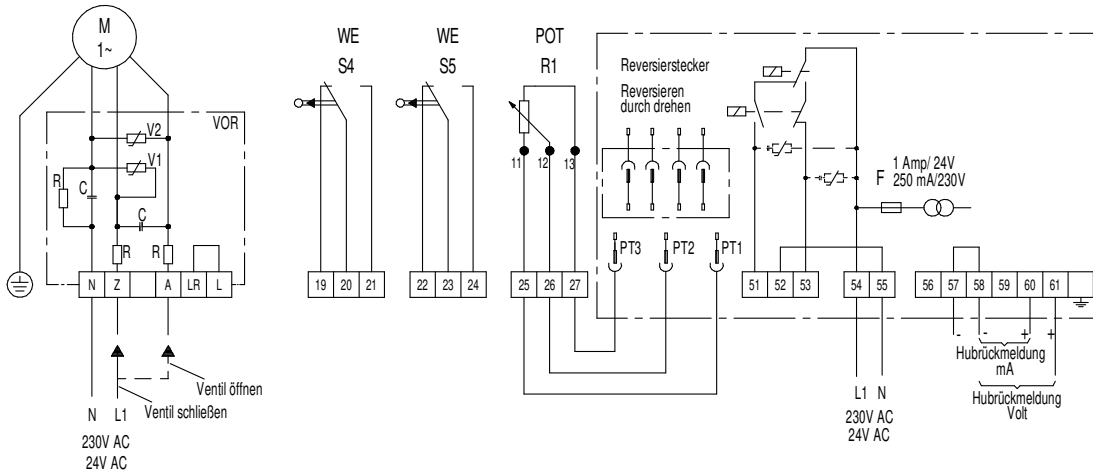 M
1~
VOR
V2
V1
R
C
C
R
R
N
Z
A
LR
L
Ventil öffnen
Ventil schließen
N
L1
230V AC
24V AC
WE
S4
19
20
21
WE
S5
22
23
24
POT
R1
11
12
13
25
26
27
Reversierstecker
Reversieren
durch drehen
PT3
PT2
PT1
F
1 Amp/ 24V
250 mA/230V
51
52
53
54
55
56
57
58
59
60
61
- - + +
Hubrückmeldung
mA
Hubrückmeldung
Volt
L1
N
230V AC
24V AC